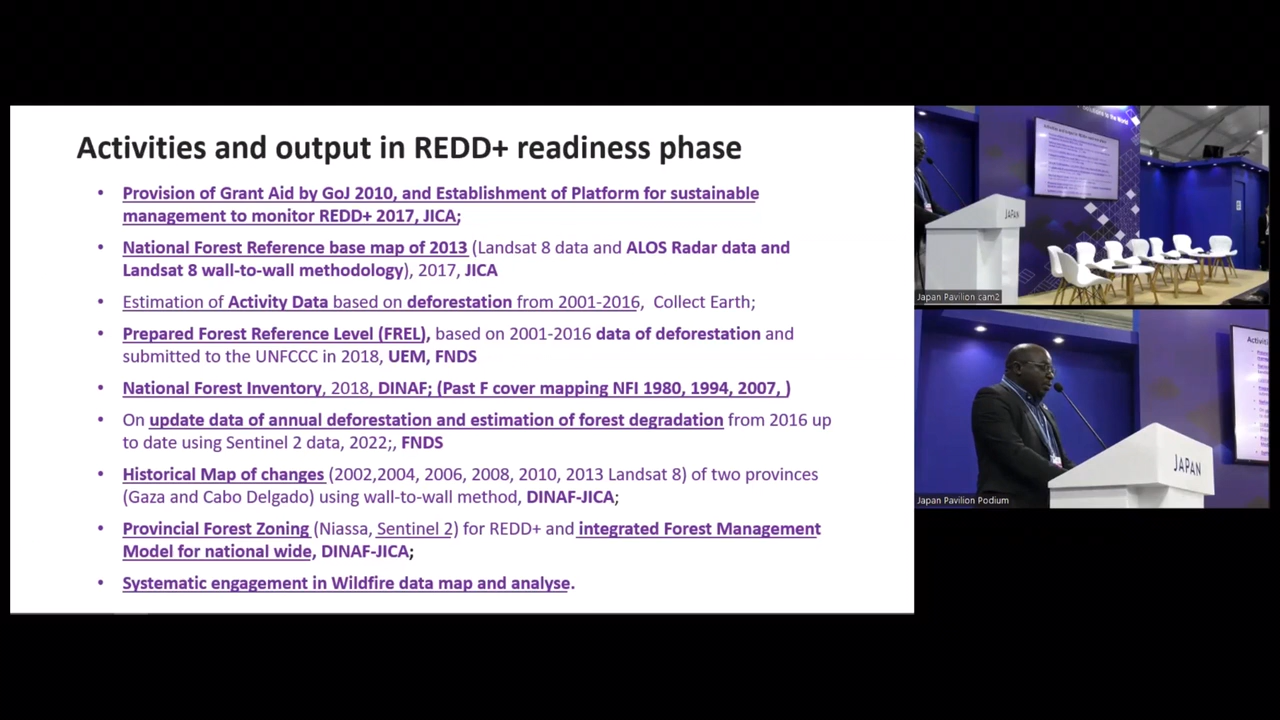 Activities and output in REDD+ readiness phase
• Provision of Grant Aid by GoJ 2010, and Establishment of Platform for sustainable
management to monitor REDD+ 2017, JICA;
• National Forest Reference base map of 2013 (Landsat 8 data and ALOS Radar data and
Landsat 8 wall-to-wall methodology), 2017, JICA
• Estimation of Activity Data based on deforestation from 2001-2016, Collect Earth;
• Prepared Forest Reference Level (FREL), based on 2001-2016 data of deforestation and
submitted to the UNFCCC in 2018, UEM, FNDS
• National Forest Inventory, 2018, DINAF; (Past F cover mapping NFI 1980, 1994, 2007, )
• On update data of annual deforestation and estimation of forest degradation from 2016 up
to date using Sentinel 2 data, 2022;, FNDS
• Historical Map of changes (2002,2004, 2006, 2008, 2010, 2013 Landsat 8) of two provinces
(Gaza and Cabo Delgado) using wall-to-wall method, DINAF-JICA;
• Provincial Forest Zoning (Niassa, Sentinel 2) for REDD+ and integrated Forest Management
Model for national wide, DINAF-JICA;
• Systematic engagement in Wildfire data map and analyse.
to the World
JAPAN
Japan Pavilion cam2
JAPAN
Japan Pavilion Podium